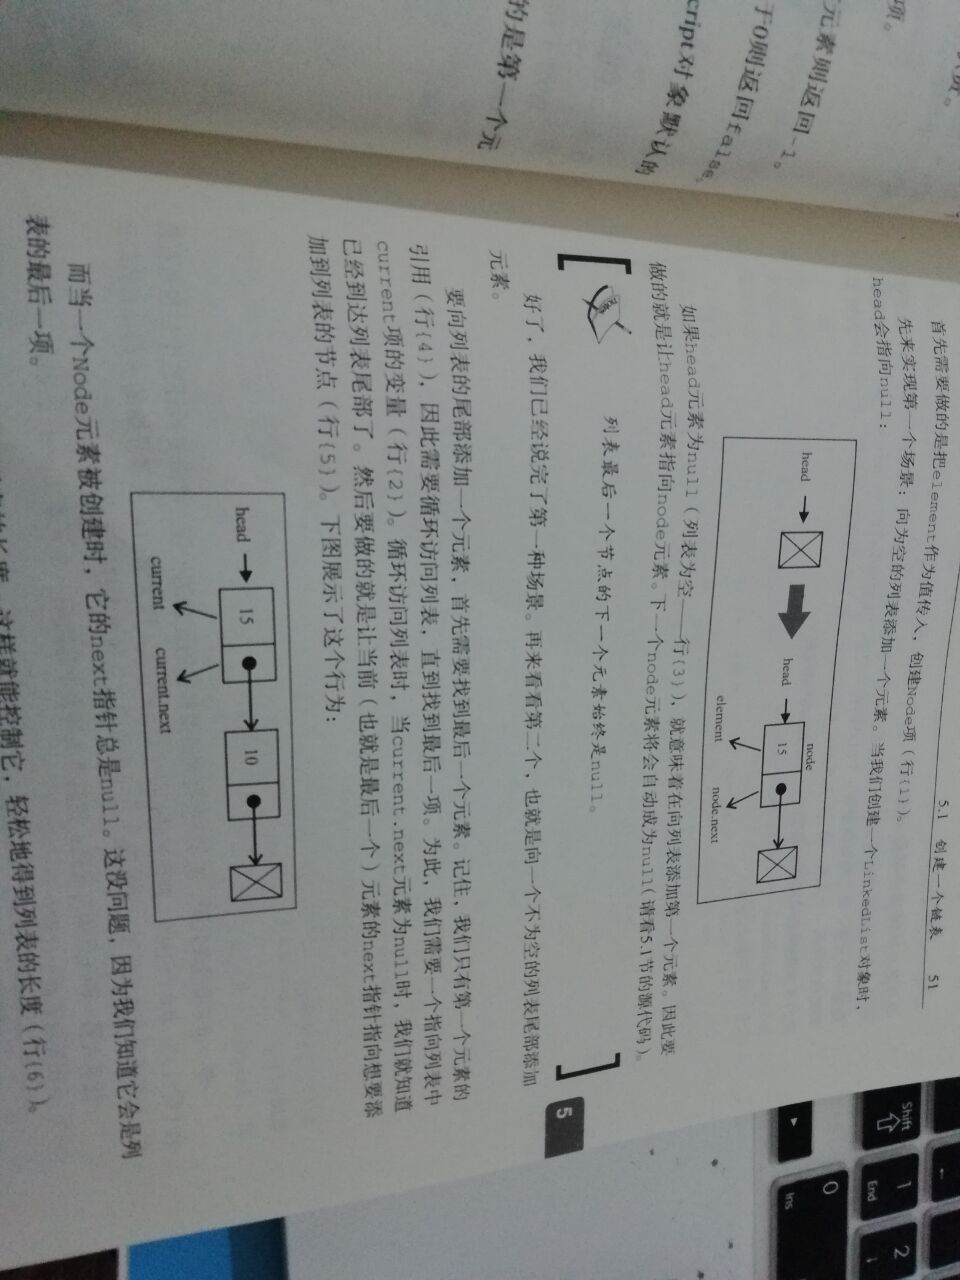 5.1 创建一个链表 51
首先需要做的是把element作为值传入，创建Node项（行{1}）。
先来实现第一个场景：向为空的列表添加一个元素。当我们创建一个LinkedList对象时，
head会指向null：
head
head
node
15
element
node.next
如果head元素为null（列表为空——行{3}），就意味着在向列表添加第一个元素。因此要
做的就是让head元素指向node元素。下一个node元素将会自动成为null（请看5.1节的源代码）。
列表最后一个节点的下一个元素始终是null。
好了，我们已经说完了第一种场景。再来看看第二个，也就是向一个不为空的列表尾部添加
元素。
要向列表的尾部添加一个元素，首先需要找到最后一个元素。记住，我们只有第一个元素的
引用（行{4}），因此需要循环访问列表，直到找到最后一项。为此，我们需要一个指向列表中
current项的变量（行{2}）。循环访问列表时，当current.next元素为null时，我们就知道
已经到达列表尾部了。然后要做的就是让当前（也就是最后一个）元素的next指针指向想要添
加到列表的节点（行{5}）。下图展示了这个行为：
head
15
10
current
current.next
而当一个Node元素被创建时，它的next指针总是null。这没问题，因为我们知道它会是列
表的最后一项。
的长度，这样就能控制它，轻松地得到列表的长度（行{6}）。
5
项。
元素则返回-1。
于0则返回false。
cript对象默认的
的是第一个元
Shift
1
End
2
0
Ins